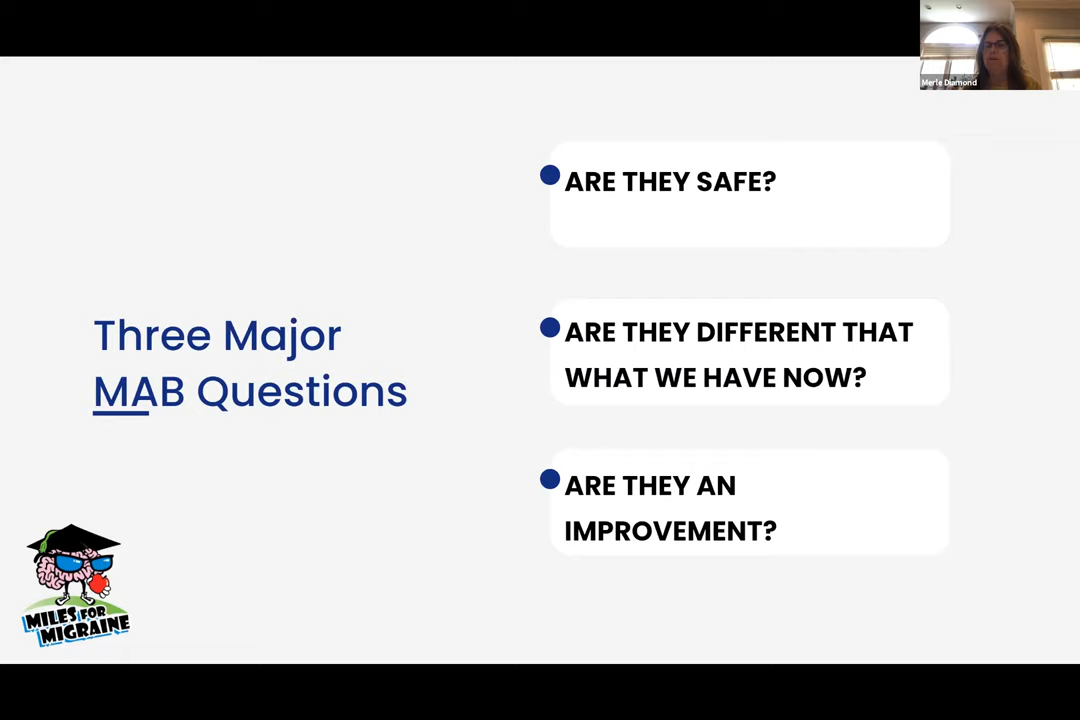 Merle Diamond
ARE THEY SAFE?
Three Major
MAB Questions
ARE THEY DIFFERENT THAT
WHAT WE HAVE NOW?
ARE THEY AN
IMPROVEMENT?
MILES FOR
MIGRAINE